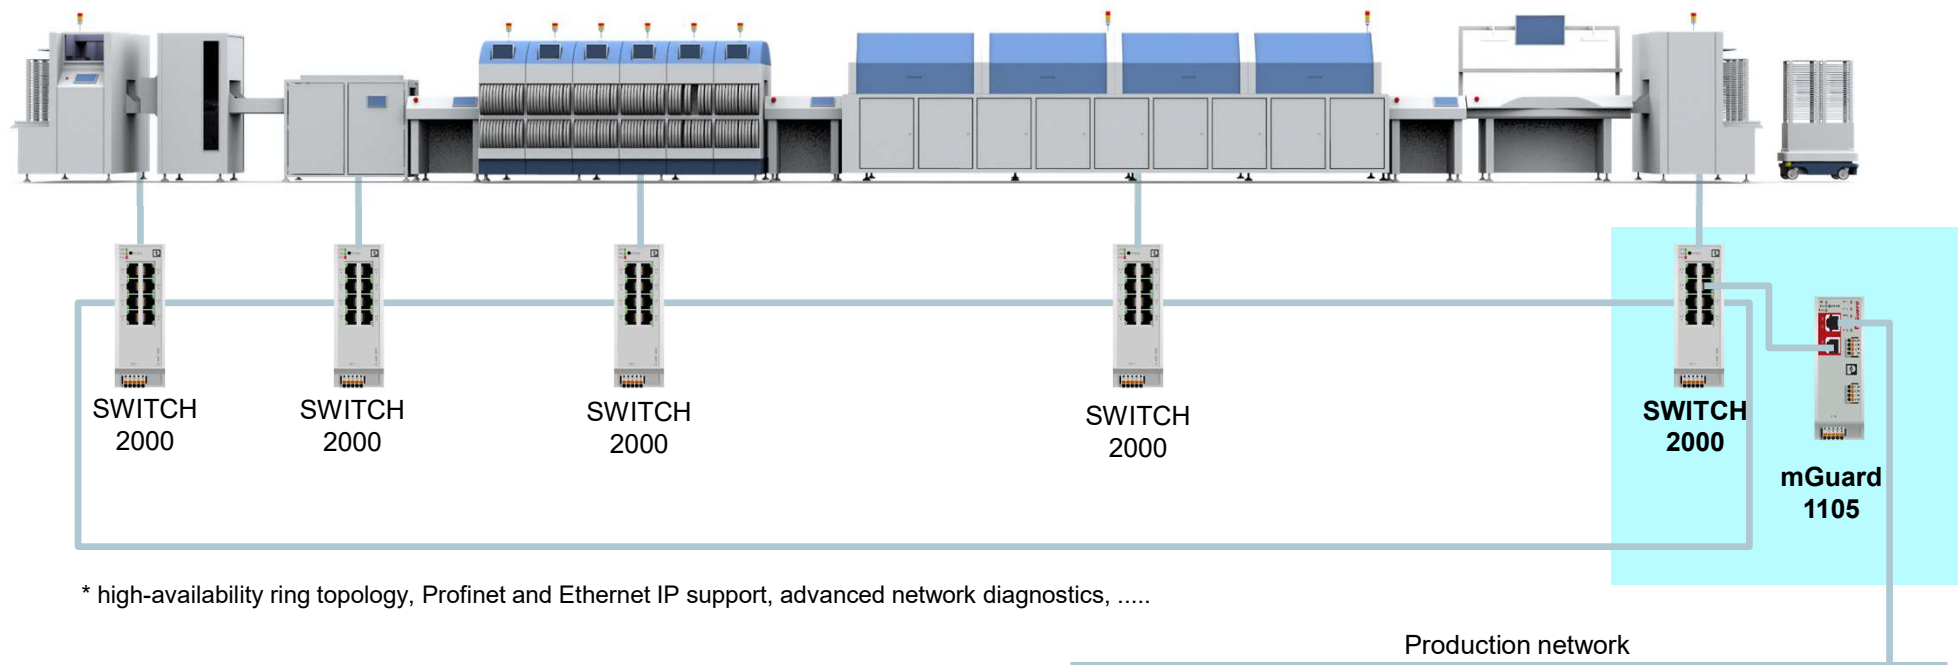 SWITCH
2000
SWITCH
2000
SWITCH
2000
SWITCH
2000
SWITCH
2000
mGuard
1105
* high-availability ring topology, Profinet and Ethernet IP support, advanced network diagnostics, .....
Production network